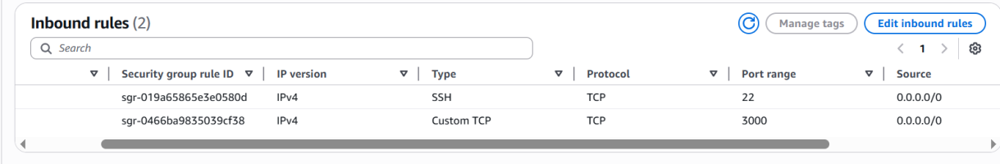 Inbound rules (2)
Manage tags
Edit inbound rules
Search
1
Security group rule ID IP version Type Protocol Port range Source
sgr-019a65865e3e0580d IPv4 SSH TCP 22 0.0.0.0/0
sgr-0466ba9835039cf38 IPv4 Custom TCP TCP 3000 0.0.0.0/0